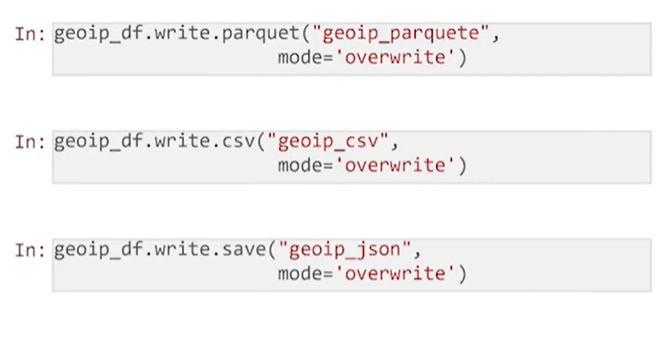 In: geoip_df.write.parquet("geoip_parquete",
mode='overwrite')
In: geoip_df.write.csv("geoip_csv",
mode='overwrite')
In: geoip_df.write.save("geoip_json",
mode='overwrite')